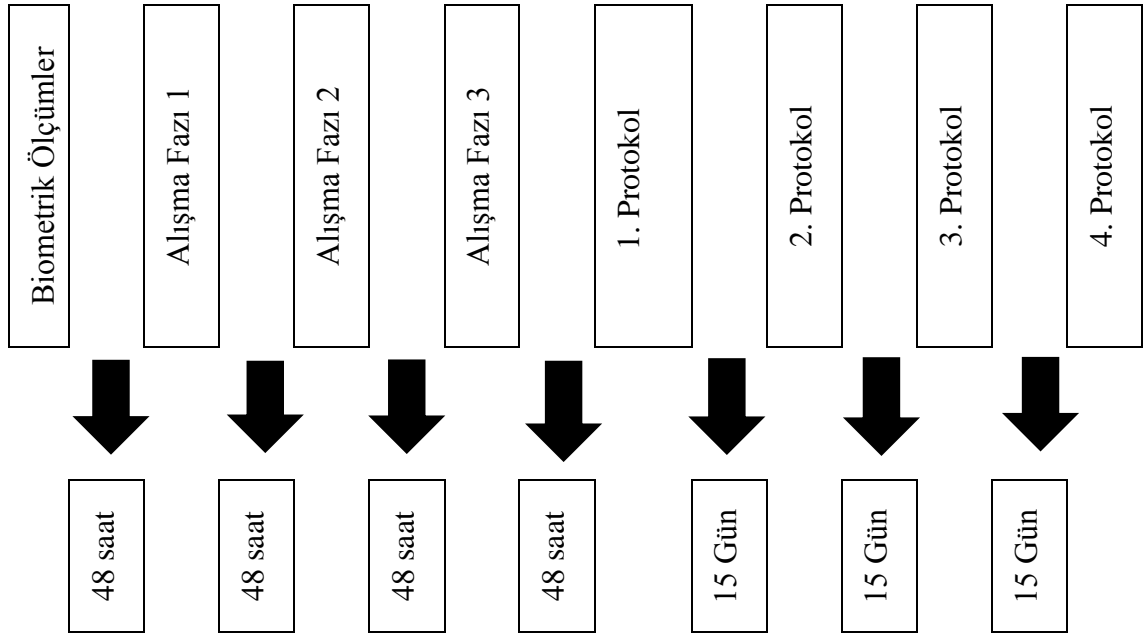 Biometrik Ölçümler
Alışma Fazı 1
Alışma Fazı 2
Alışma Fazı 3
1. Protokol
2. Protokol
3. Protokol
4. Protokol
48 saat
48 saat
48 saat
48 saat
15 Gün
15 Gün
15 Gün